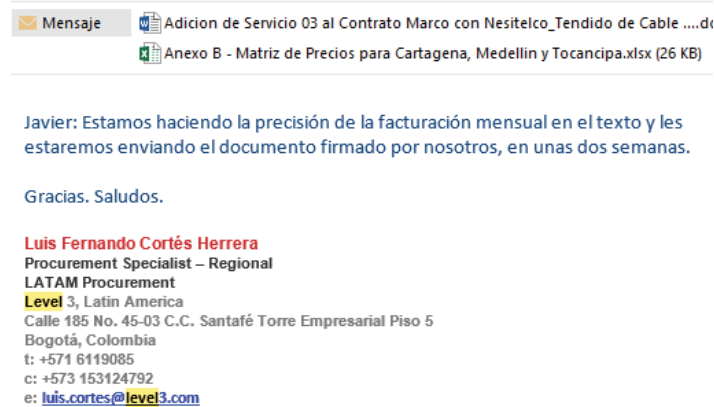 Mensaje
Adicion de Servicio 03 al Contrato Marco con Nesitelco_Tendido de Cable ....do
Anexo B - Matriz de Precios para Cartagena, Medellin y Tocancipa.xlsx (26 KB)
Javier: Estamos haciendo la precisión de la facturación mensual en el texto y les
estaremos enviando el documento firmado por nosotros, en unas dos semanas.
Gracias. Saludos.
Luis Fernando Cortés Herrera
Procurement Specialist – Regional
LATAM Procurement
Level 3, Latin America
Calle 185 No. 45-03 C.C. Santafé Torre Empresarial Piso 5
Bogotá, Colombia
t: +571 6119085
c: +573 153124792
e: luis.cortes@level3.com